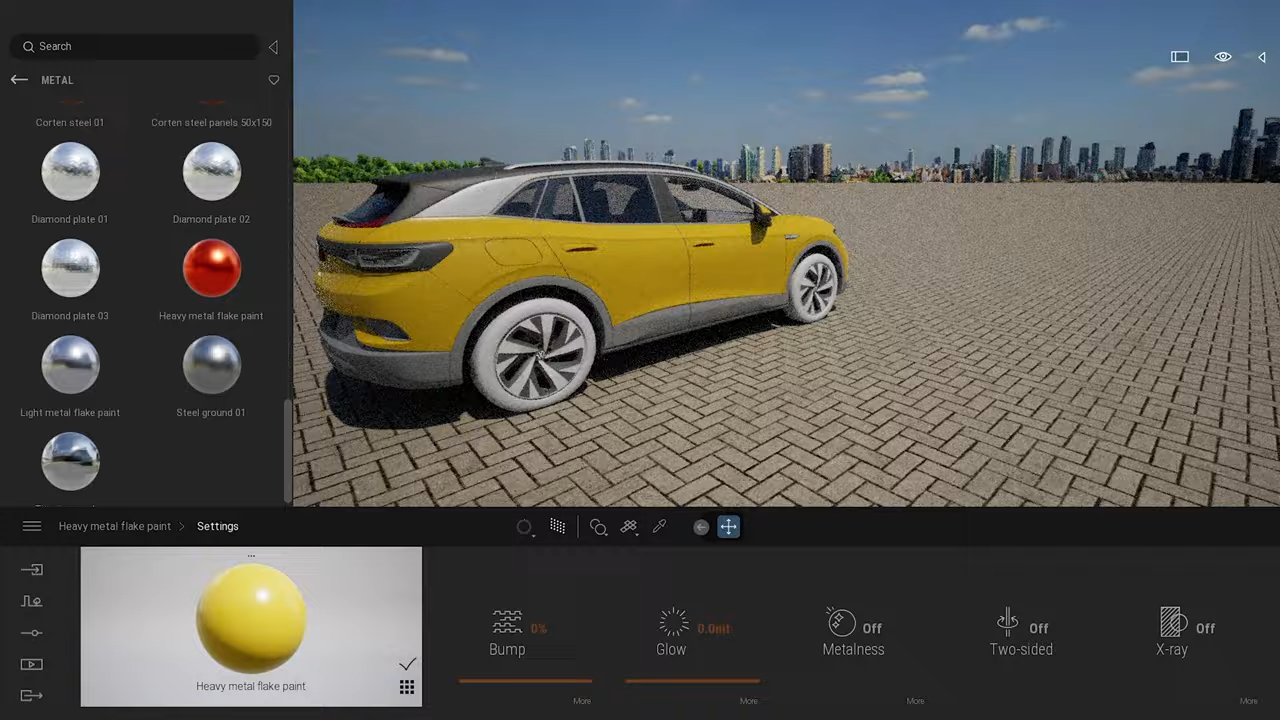 Search
METAL
Corten steel 01
Corten steel panels 50x150
Diamond plate 01
Diamond plate 02
Diamond plate 03
Heavy metal flake paint
Light metal flake paint
Steel ground 01
Heavy metal flake paint > Settings
Heavy metal flake paint
0%
Bump
More
0.0nit
Glow
More
Off
Metalness
More
Off
Two-sided
Off
X-ray
More